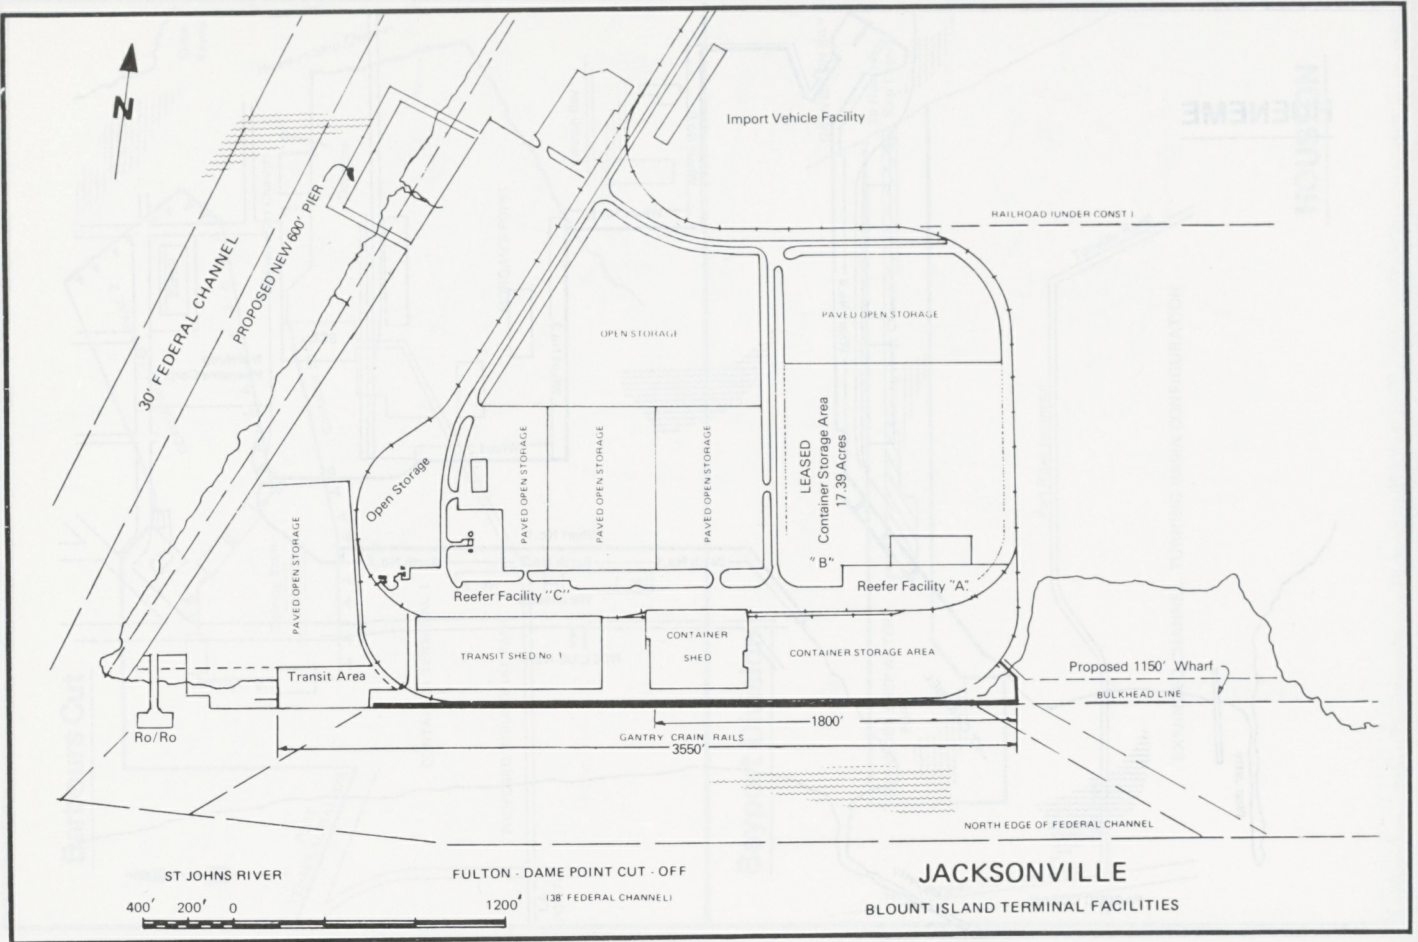 N
Import Vehicle Facility
RAILROAD (UNDER CONST.)
PROPOSED NEW 600' PIER
30' FEDERAL CHANNEL
OPEN STORAGE
PAVED OPEN STORAGE
LEASED
Container Storage Area
17.39 Acres
"B"
Open Storage
PAVED OPEN STORAGE
PAVED OPEN STORAGE
PAVED OPEN STORAGE
PAVED OPEN STORAGE
Reefer Facility "C"
Reefer Facility "A"
TRANSIT SHED No. 1
CONTAINER
SHED
CONTAINER STORAGE AREA
Transit Area
Proposed 1150' Wharf
BULKHEAD LINE
Ro/Ro
1800'
GANTRY CRAIN RAILS
3550'
NORTH EDGE OF FEDERAL CHANNEL
ST JOHNS RIVER
FULTON - DAME POINT CUT - OFF
(38' FEDERAL CHANNEL)
JACKSONVILLE
BLOUNT ISLAND TERMINAL FACILITIES
400' 200' 0 1200'